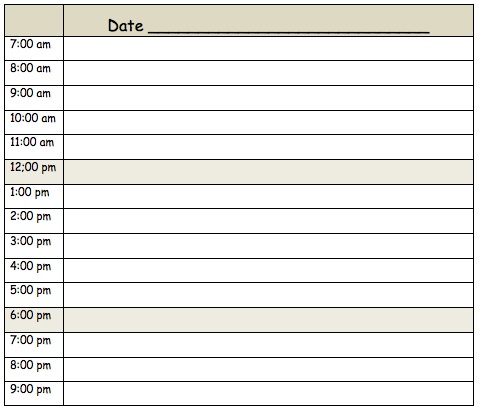 Date ______________________________
7:00 am
8:00 am
9:00 am
10:00 am
11:00 am
12;00 pm
1:00 pm
2:00 pm
3:00 pm
4:00 pm
5:00 pm
6:00 pm
7:00 pm
8:00 pm
9:00 pm